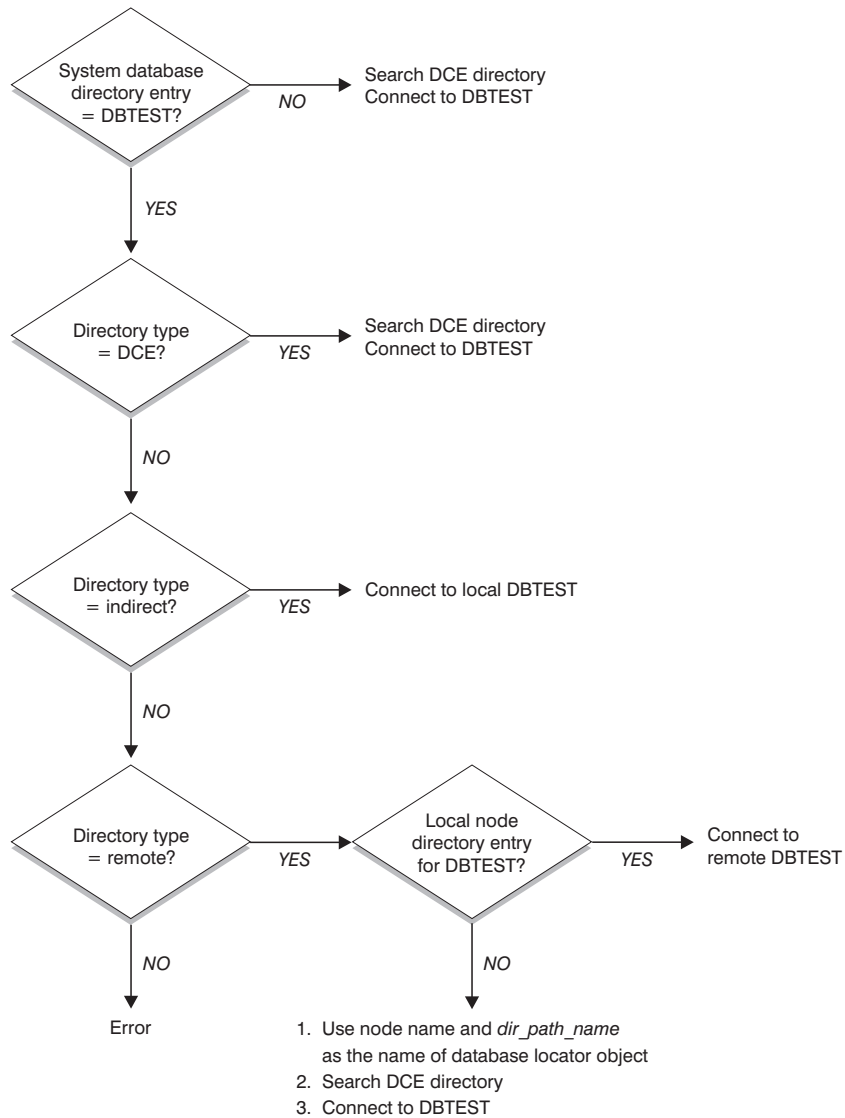 System database
directory entry
= DBTEST?
NO
Search DCE directory
Connect to DBTEST
YES
Directory type
= DCE?
YES
Search DCE directory
Connect to DBTEST
NO
Directory type
= indirect?
YES
Connect to local DBTEST
NO
Directory type
= remote?
YES
Local node
directory entry
for DBTEST?
YES
Connect to
remote DBTEST
NO
Error
NO
1. Use node name and dir_path_name
as the name of database locator object
2. Search DCE directory
3. Connect to DBTEST